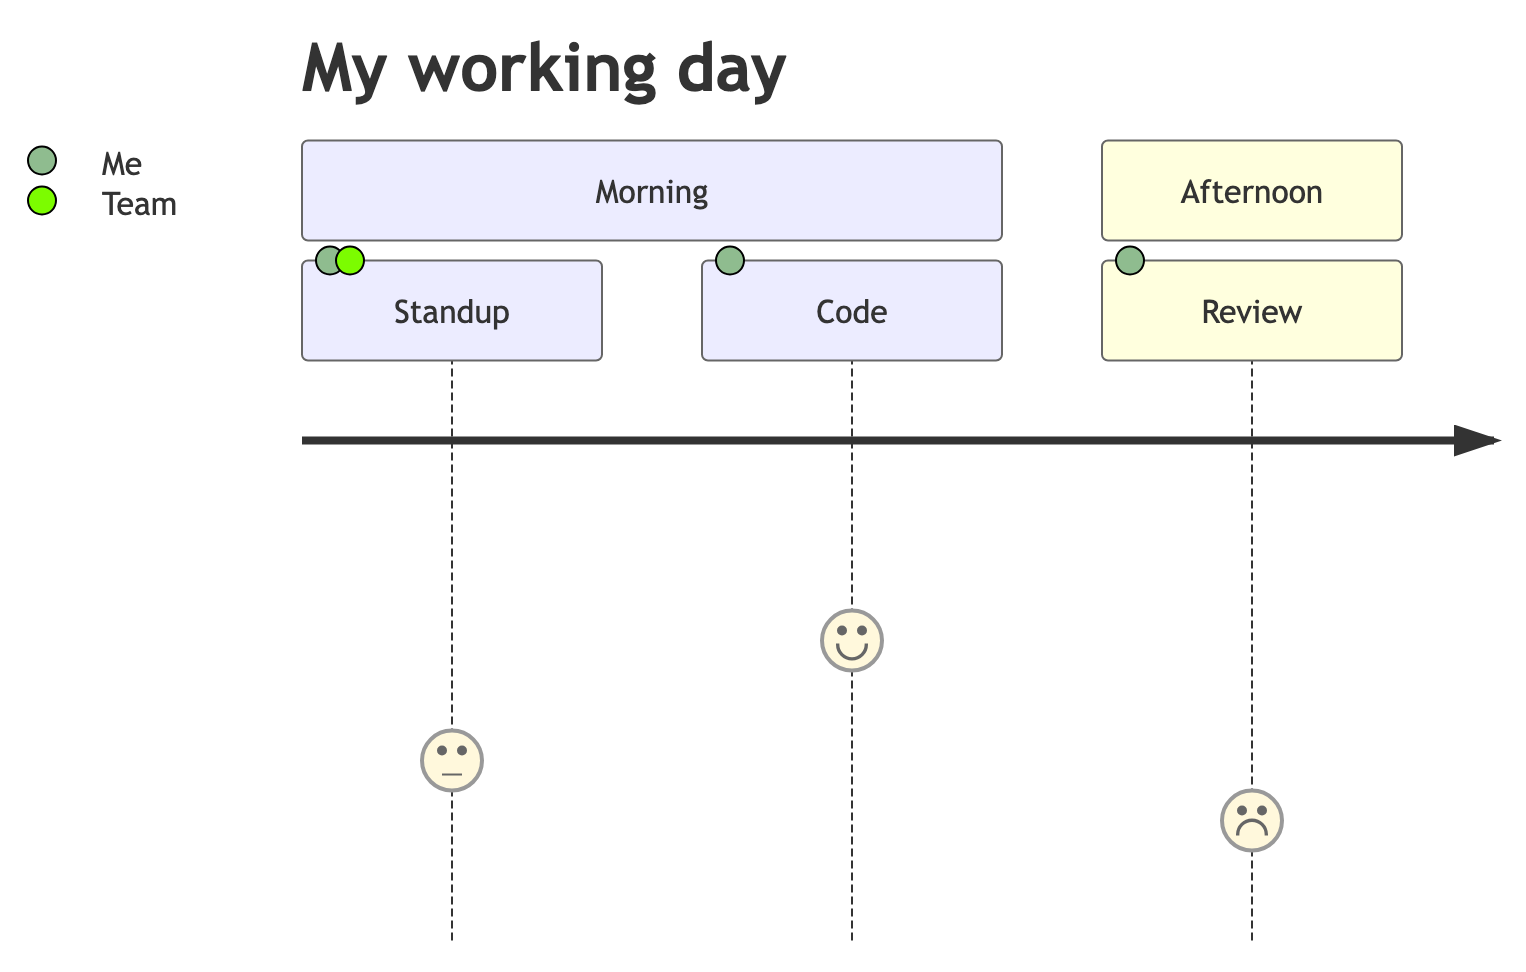 My working day
Me
Team
Morning
Afternoon
Standup
Code
Review